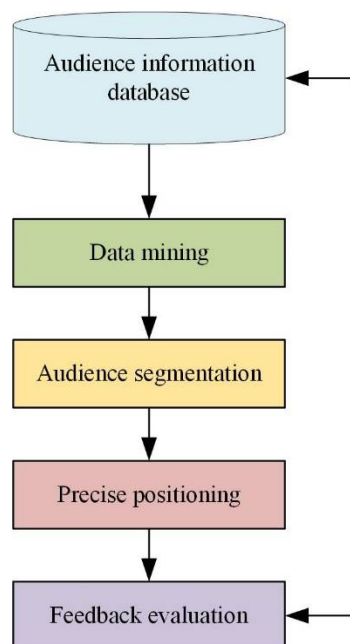 Audience information
database
Data mining
Audience segmentation
Precise positioning
Feedback evaluation